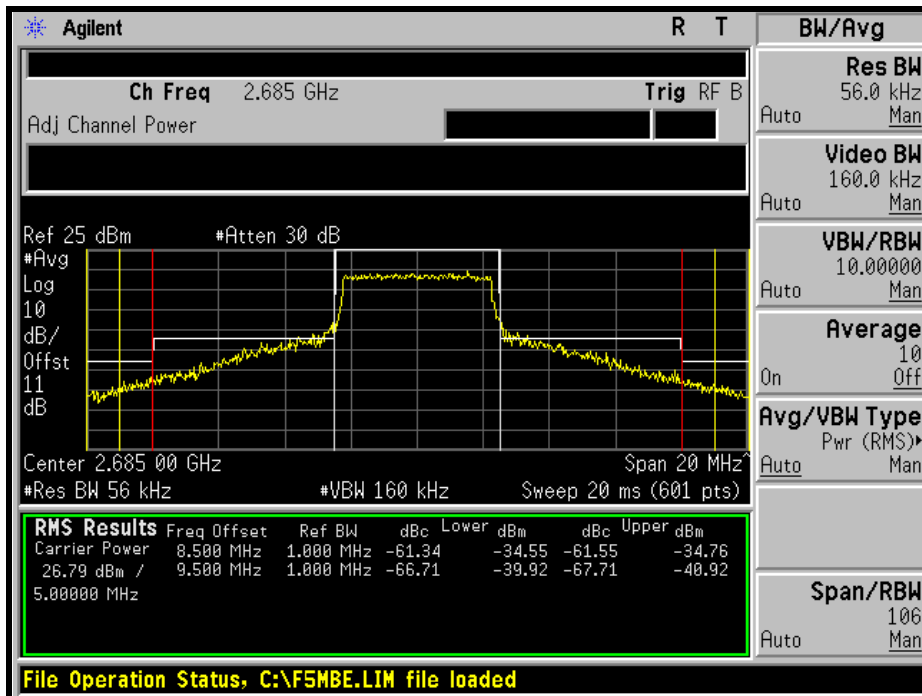 Agilent R T BW/Avg
Ch Freq 2.685 GHz Trig RF B
Adj Channel Power
Res BW
56.0 kHz
Auto Man
Video BW
160.0 kHz
Auto Man
VBW/RBW
10.00000
Auto Man
Average
10
On Off
Avg/VBW Type
Pwr (RMS)
Auto Man
Span/RBW
106
Auto Man
Ref 25 dBm #Atten 30 dB
#Avg
Log
10
dB/
Offst
11
dB
Center 2.685 00 GHz Span 20 MHz^
#Res BW 56 kHz #VBW 160 kHz Sweep 20 ms (601 pts)
RMS Results Freq Offset Ref BW dBc Lower dBm dBc Upper dBm
Carrier Power 8.500 MHz 1.000 MHz -61.34 -34.55 -61.55 -34.76
26.79 dBm / 9.500 MHz 1.000 MHz -66.71 -39.92 -67.71 -40.92
5.00000 MHz
File Operation Status, C:\F5MBE.LIM file loaded